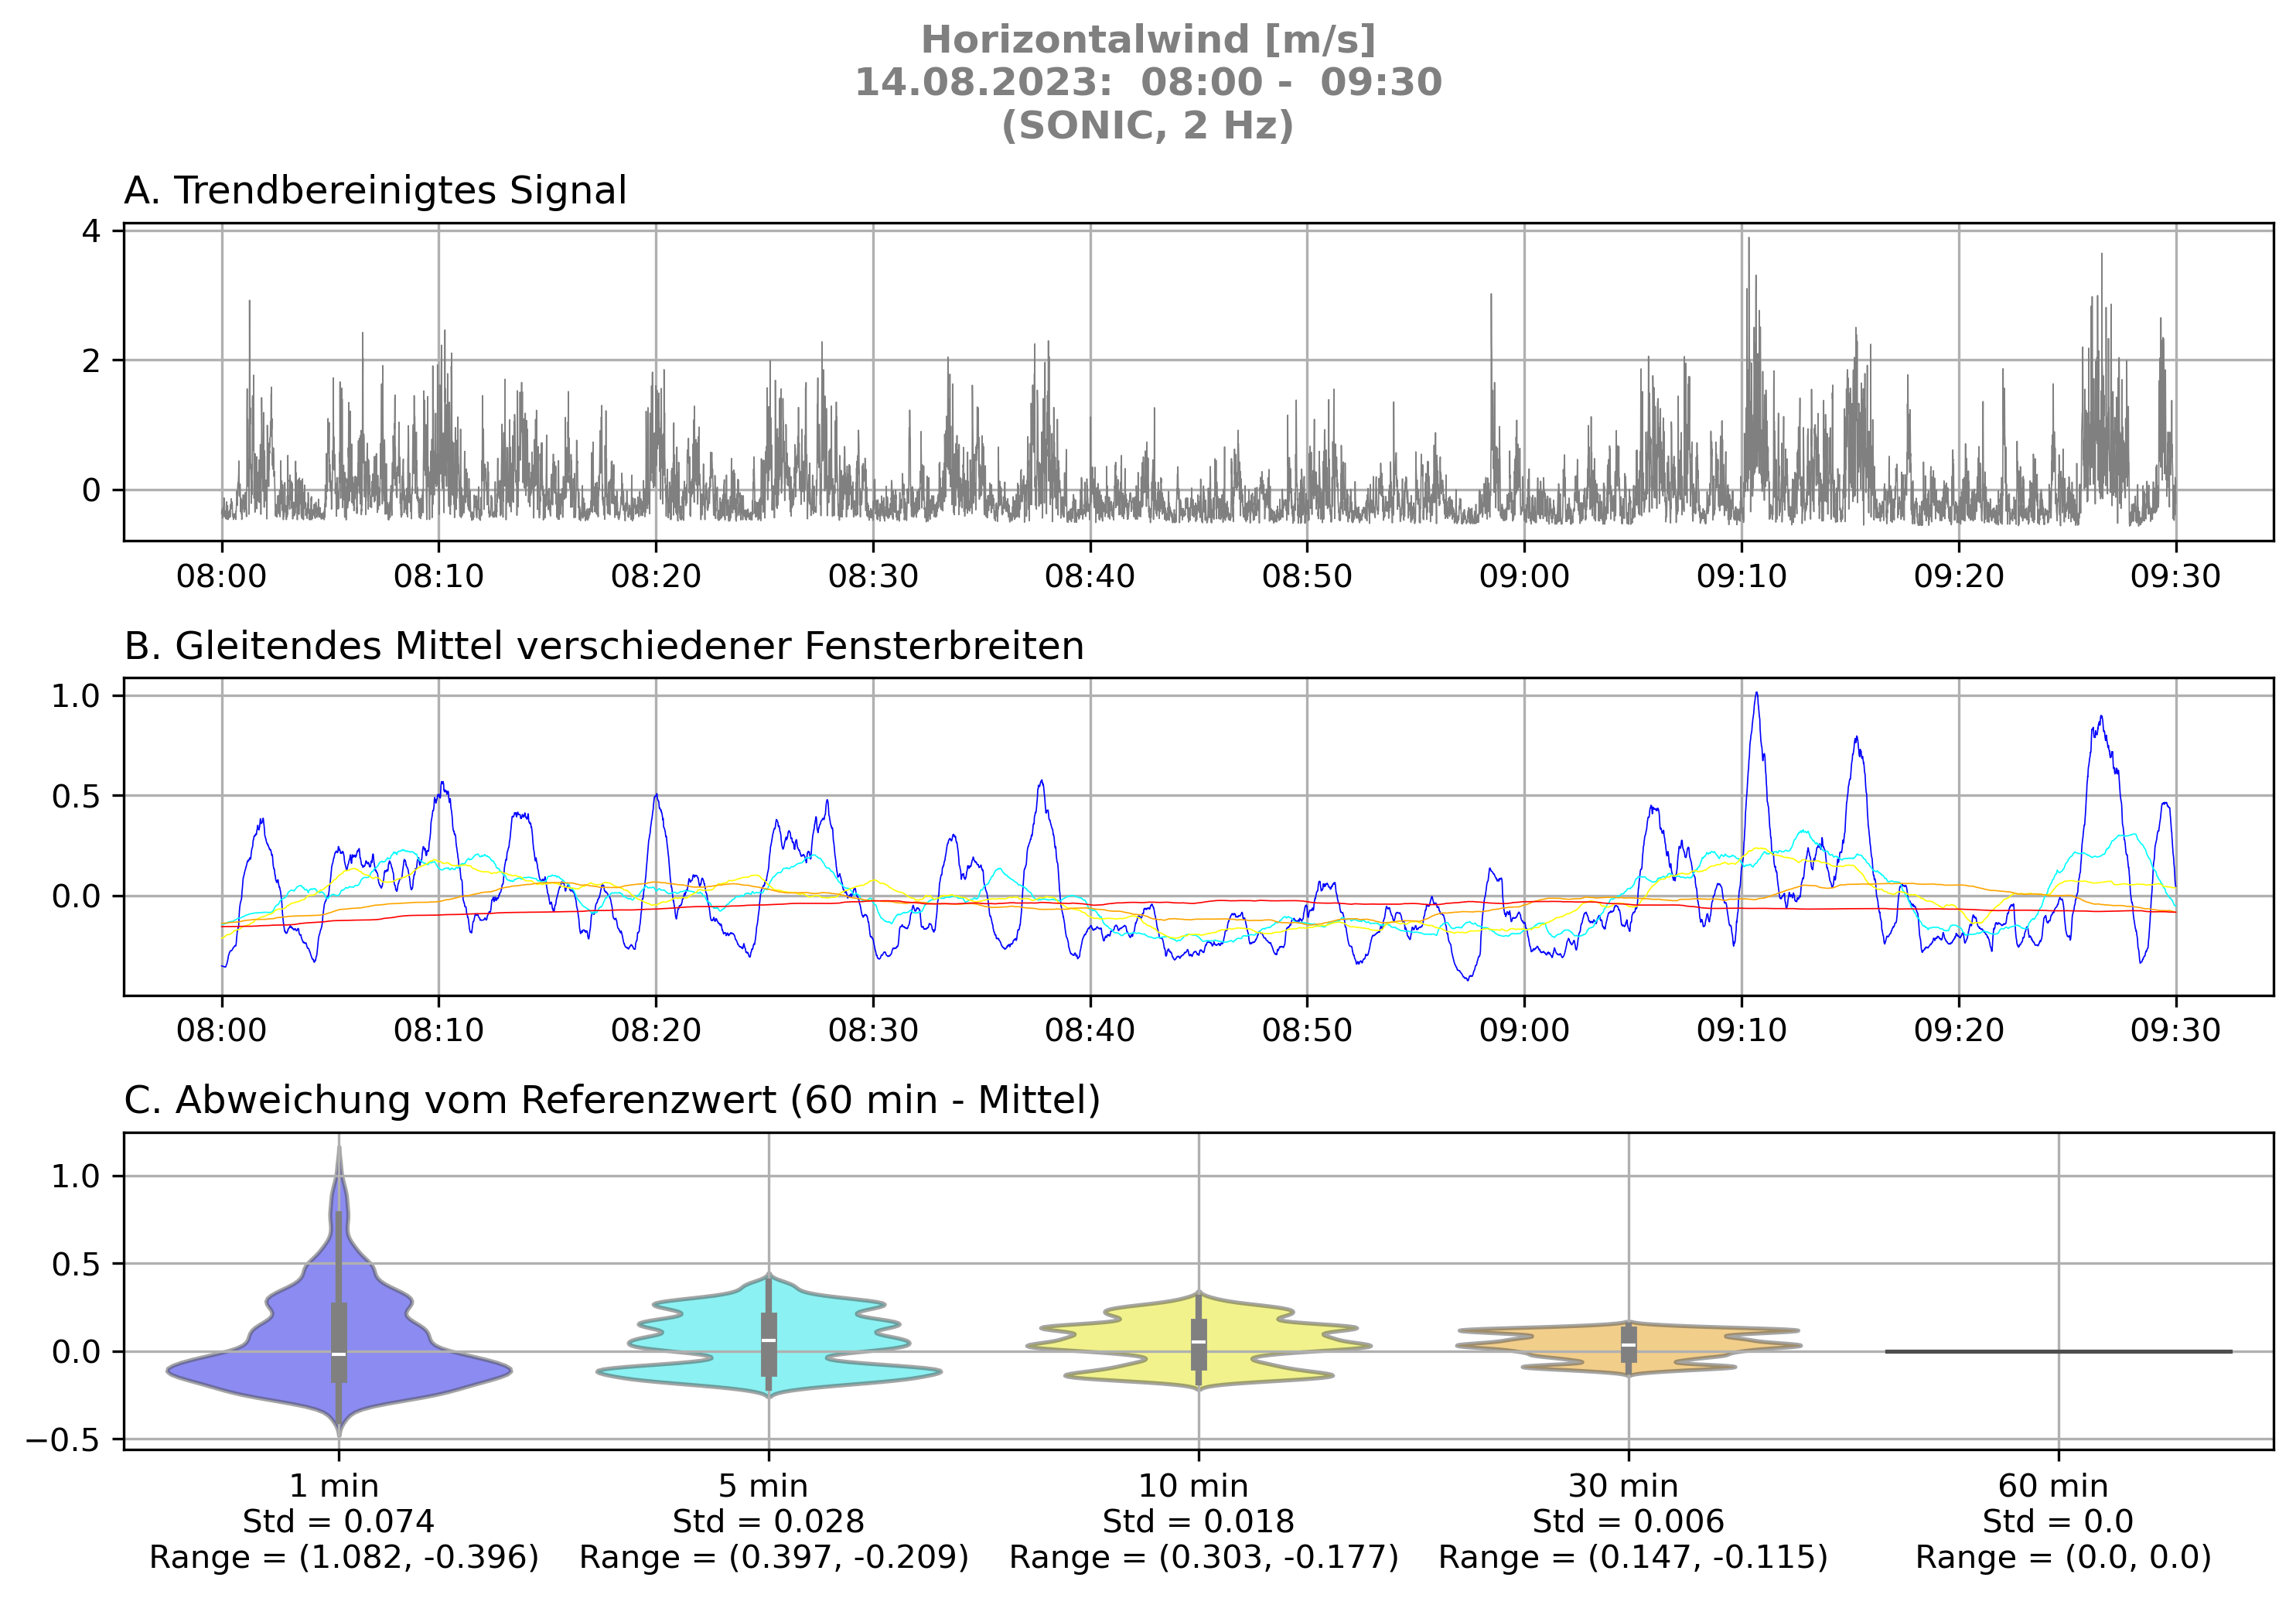 Horizontalwind [m/s]
14.08.2023:  08:00 -  09:30
(SONIC, 2 Hz)
A. Trendbereinigtes Signal
4
2
0
08:00 08:10 08:20 08:30 08:40 08:50 09:00 09:10 09:20 09:30
B. Gleitendes Mittel verschiedener Fensterbreiten
1.0
0.5
0.0
08:00 08:10 08:20 08:30 08:40 08:50 09:00 09:10 09:20 09:30
C. Abweichung vom Referenzwert (60 min - Mittel)
1.0
0.5
0.0
−0.5
1 min 5 min 10 min 30 min 60 min
Std = 0.074 Std = 0.028 Std = 0.018 Std = 0.006 Std = 0.0
Range = (1.082, -0.396) Range = (0.397, -0.209) Range = (0.303, -0.177) Range = (0.147, -0.115) Range = (0.0, 0.0)